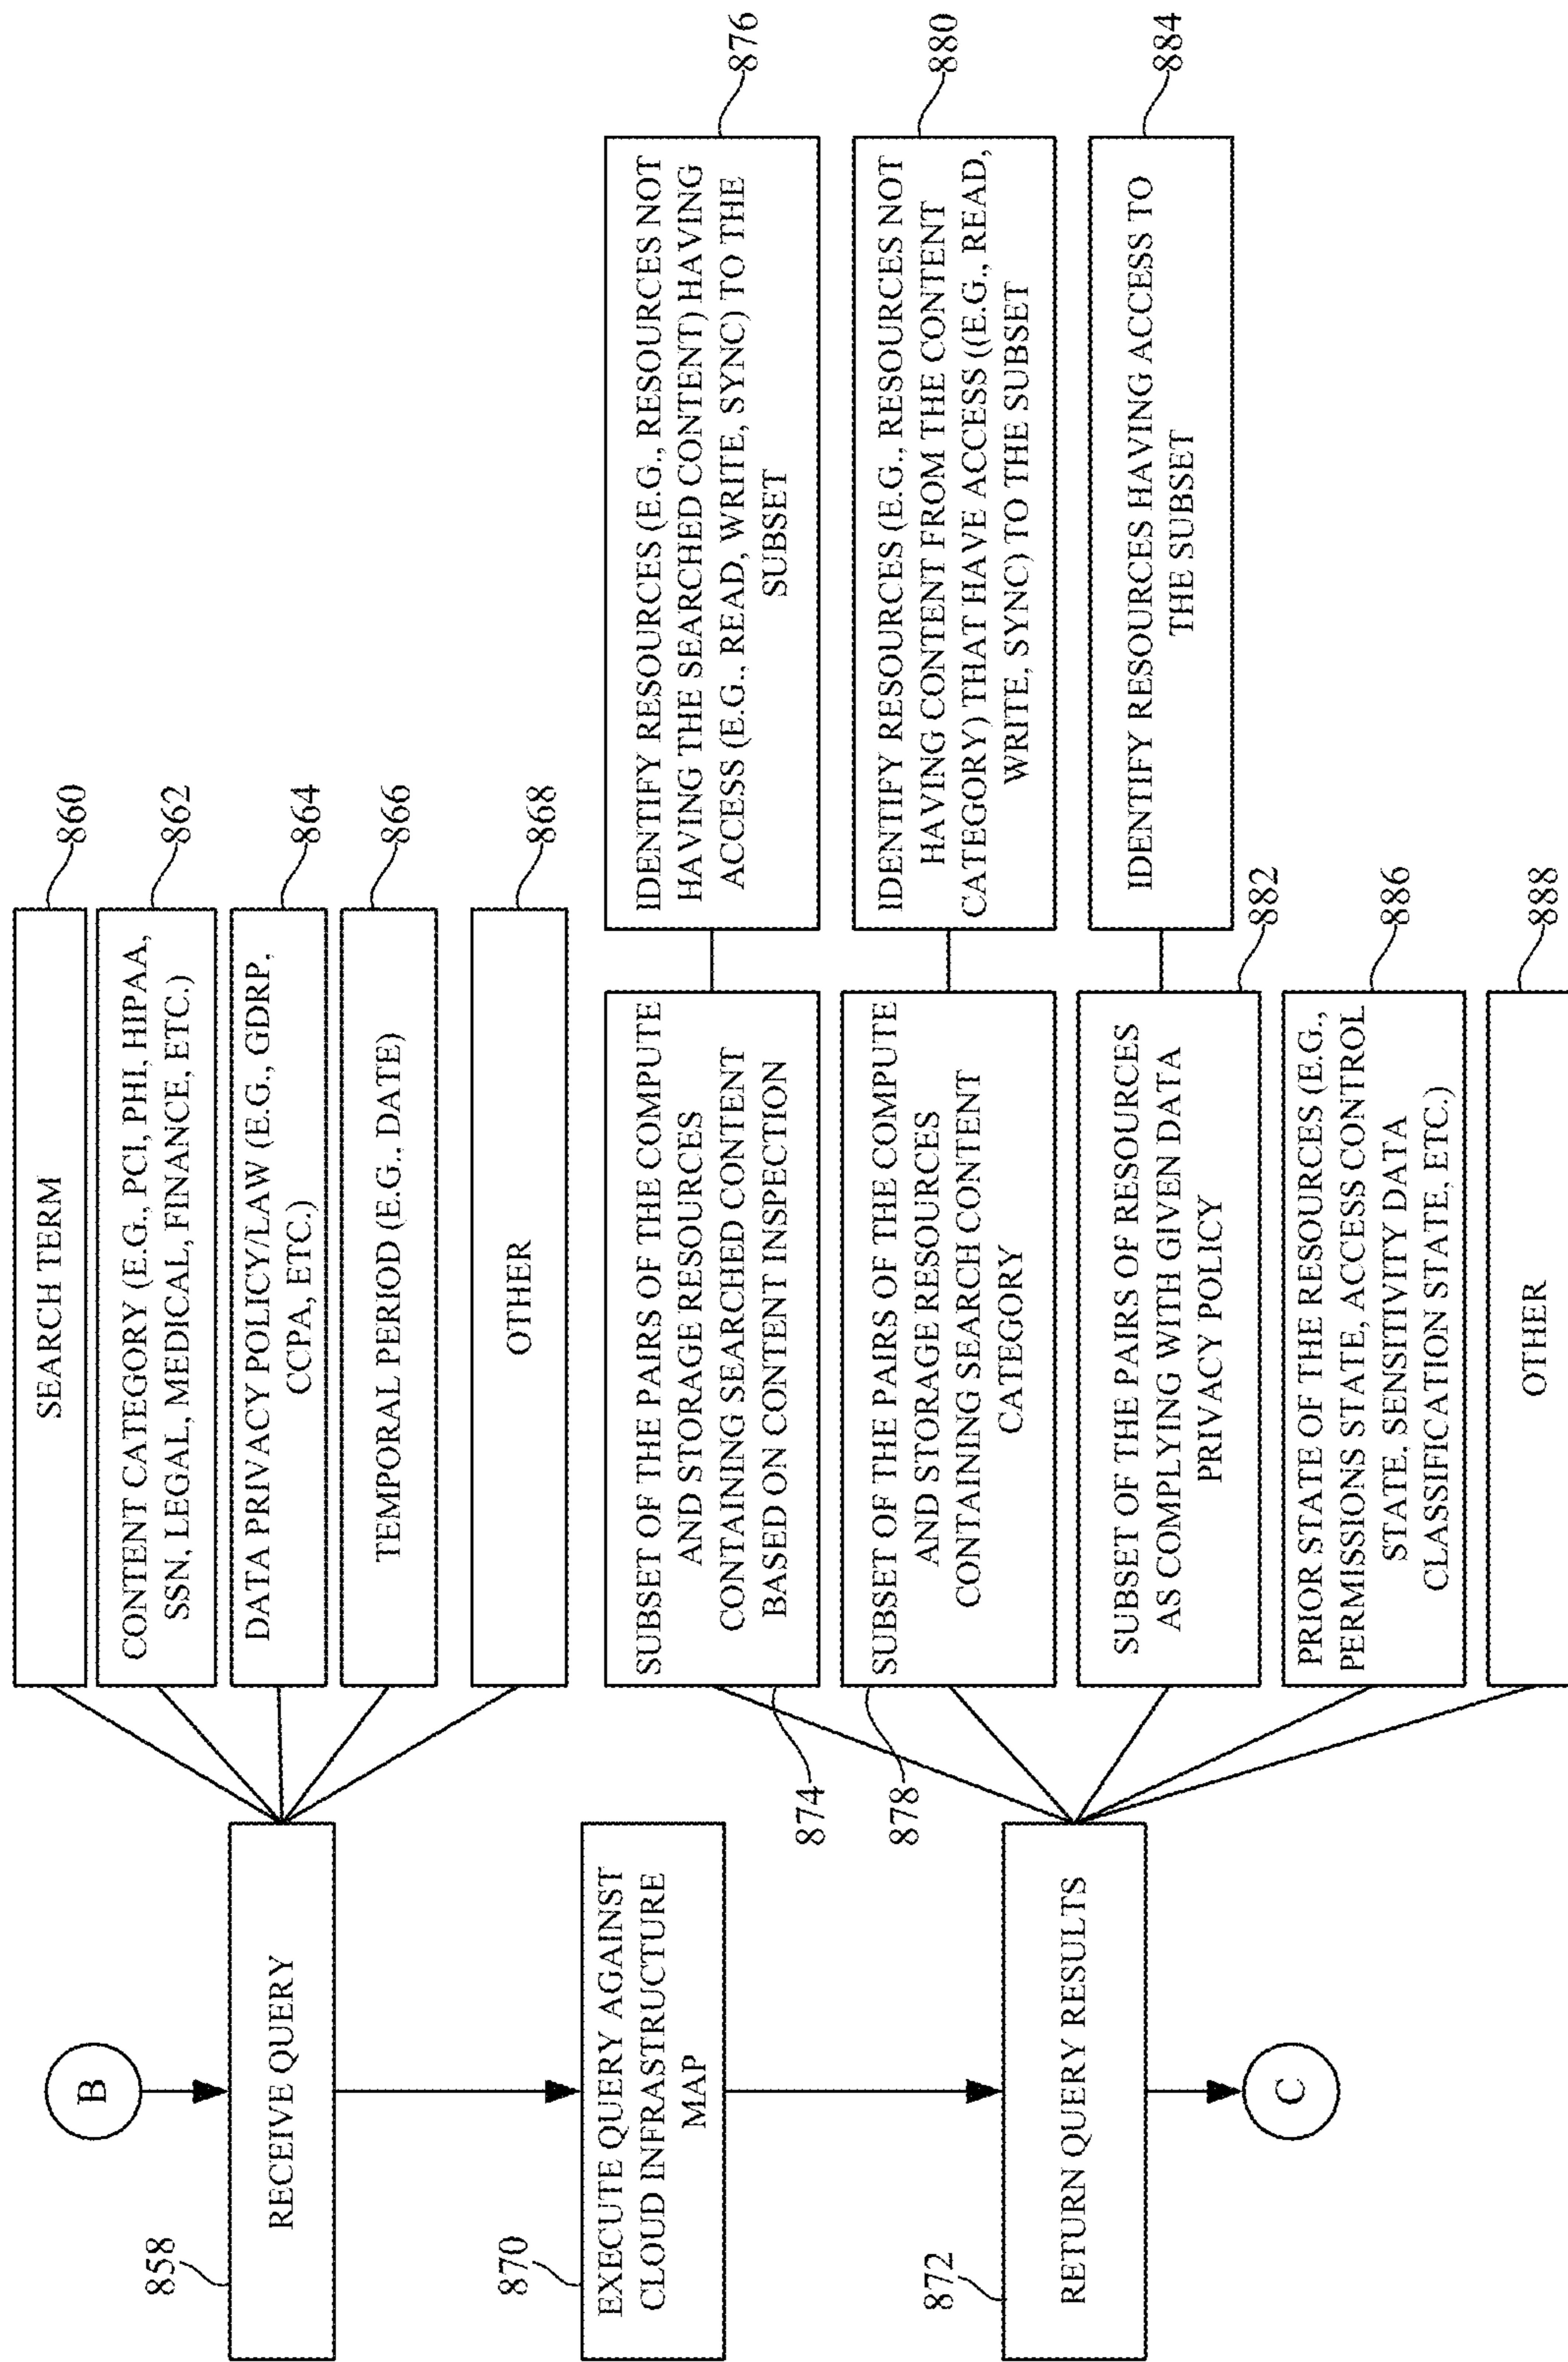 B
858
RECEIVE QUERY
SEARCH TERM
860
CONTENT CATEGORY (E.G., PCI, PHI, HIPAA,
SSN, LEGAL, MEDICAL, FINANCE, ETC.)
862
DATA PRIVACY POLICY/LAW (E.G., GDRP,
CCPA, ETC.)
864
TEMPORAL PERIOD (E.G., DATE)
866
OTHER
868
870
EXECUTE QUERY AGAINST
CLOUD INFRASTRUCTURE
MAP
872
RETURN QUERY RESULTS
874
SUBSET OF THE PAIRS OF THE COMPUTE
AND STORAGE RESOURCES
CONTAINING SEARCHED CONTENT
BASED ON CONTENT INSPECTION
IDENTIFY RESOURCES (E.G., RESOURCES NOT
HAVING THE SEARCHED CONTENT) HAVING
ACCESS (E.G., READ, WRITE, SYNC) TO THE
SUBSET
876
878
SUBSET OF THE PAIRS OF THE COMPUTE
AND STORAGE RESOURCES
CONTAINING SEARCH CONTENT
CATEGORY
IDENTIFY RESOURCES (E.G., RESOURCES NOT
HAVING CONTENT FROM THE CONTENT
CATEGORY) THAT HAVE ACCESS ((E.G., READ,
WRITE, SYNC) TO THE SUBSET
880
SUBSET OF THE PAIRS OF RESOURCES
AS COMPLYING WITH GIVEN DATA
PRIVACY POLICY
882
IDENTIFY RESOURCES HAVING ACCESS TO
THE SUBSET
884
PRIOR STATE OF THE RESOURCES (E.G.,
PERMISSIONS STATE, ACCESS CONTROL
STATE, SENSITIVITY DATA
CLASSIFICATION STATE, ETC.)
886
OTHER
888
C